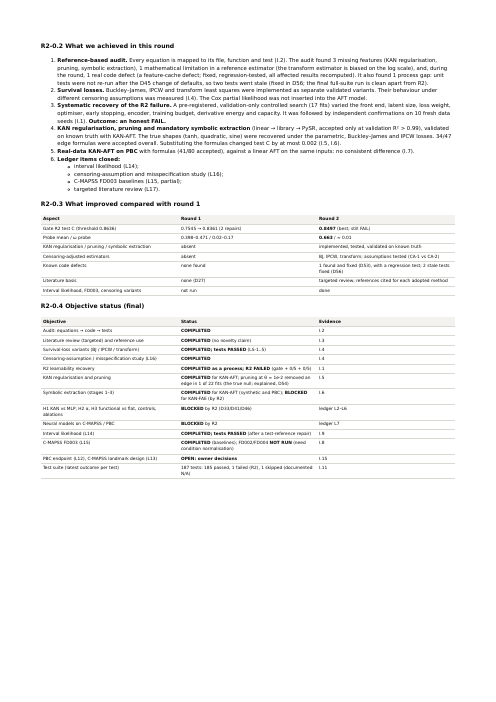 R2-0.2 What we achieved in this round
1. Reference-based audit. Every equation is mapped to its file, function and test (I.2). The audit found 3 missing features (KAN regularisation,
pruning, symbolic extraction), 1 mathematical limitation in a reference estimator (the transform estimator is biased on the log scale), and, during
the round, 1 real code defect (a feature-cache defect; fixed, regression-tested, all affected results recomputed). It also found 1 process gap: unit
tests were not re-run after the D45 change of defaults, so two tests went stale (fixed in D56; the final full-suite run is clean apart from R2).
2. Survival losses. Buckley-James, IPCW and transform least squares were implemented as separate validated variants. Their behaviour under
different censoring assumptions was measured (I.4). The Cox partial likelihood was not inserted into the AFT model.
3. Systematic recovery of the R2 failure. A pre-registered, validation-only controlled search (17 fits) varied the front end, latent size, loss weight,
optimiser, early stopping, encoder, training budget, derivative energy and capacity. It was followed by independent confirmations on 10 fresh data
seeds (I.1). Outcome: an honest FAIL.
4. KAN regularisation, pruning and mandatory symbolic extraction (linear → library → PySR, accepted only at validation R² > 0.99), validated
on known truth with KAN-AFT. The true shapes (tanh, quadratic, sine) were recovered under the parametric, Buckley-James and IPCW losses. 34/47
edge formulas were accepted overall. Substituting the formulas changed test C by at most 0.002 (I.5, I.6).
5. Real-data KAN-AFT on PBC with formulas (41/80 accepted), against a linear AFT on the same inputs: no consistent difference (I.7).
6. Ledger items closed:
interval likelihood (L14);
censoring-assumption and misspecification study (L16);
C-MAPSS FD003 baselines (L15, partial);
targeted literature review (L17).
R2-0.3 What improved compared with round 1
Aspect Round 1 Round 2
Gate R2 test C (threshold 0.8636) 0.7545 → 0.8361 (2 repairs) 0.8497 (best, still FAIL)
Probe mean / ω probe 0.398–0.471 / 0.02–0.17 0.663 / ≈ 0.01
KAN regularisation / pruning / symbolic extraction absent implemented, tested, validated on known truth
Censoring-adjusted estimators absent BJ, IPCW, transform; assumptions tested (CA-1 vs CA-2)
Known code defects none found 1 found and fixed (D53), with a regression test; 2 stale tests
fixed (D56)
Literature basis none (D27) targeted review, references cited for each adopted method
Interval likelihood; FD003, censoring variants not run done
R2-0.4 Objective status (final)
Objective Status Evidence
Audit: equations → code → tests COMPLETED I.2
Literature review (targeted) and reference use COMPLETED (no novelty claim) I.3
Survival-loss variants (BJ / IPCW / transform) COMPLETED; tests PASSED (LS-1..5) I.3
Censoring-assumption / misspecification study (L16) COMPLETED I.4
R2 learnability recovery COMPLETED as a process; R2 FAILED (gate + 0/5 + 0/5) I.1
KAN regularisation and pruning COMPLETED for KAN-AFT; pruning at θ = 1e-2 removed an
edge in 1 of 22 fits (the true null; explained, D54) I.5
Symbolic extraction (stages 1–3) COMPLETED for KAN-AFT (synthetic and PBC); BLOCKED
for KAN-FAE (by R2) I.6
H1 KAN vs MLP; H2 α; H3 functional vs flat, controls,
ablations BLOCKED by R2 (D33/D41/D46) ledger L2–L6
Neural models on C-MAPSS / PBC BLOCKED by R2 ledger L7
Interval likelihood (L14) COMPLETED; tests PASSED (after a test-reference repair) I.9
C-MAPSS FD003 (L15) COMPLETED (baselines); FD002/FD004 NOT RUN (need
condition normalisation) I.8
PBC endpoint (L12), C-MAPSS landmark design (L13) OPEN: owner decisions I.15
Test suite (latest outcome per test) 187 tests: 185 passed, 1 failed (R2), 1 skipped (documented
N/A) I.11